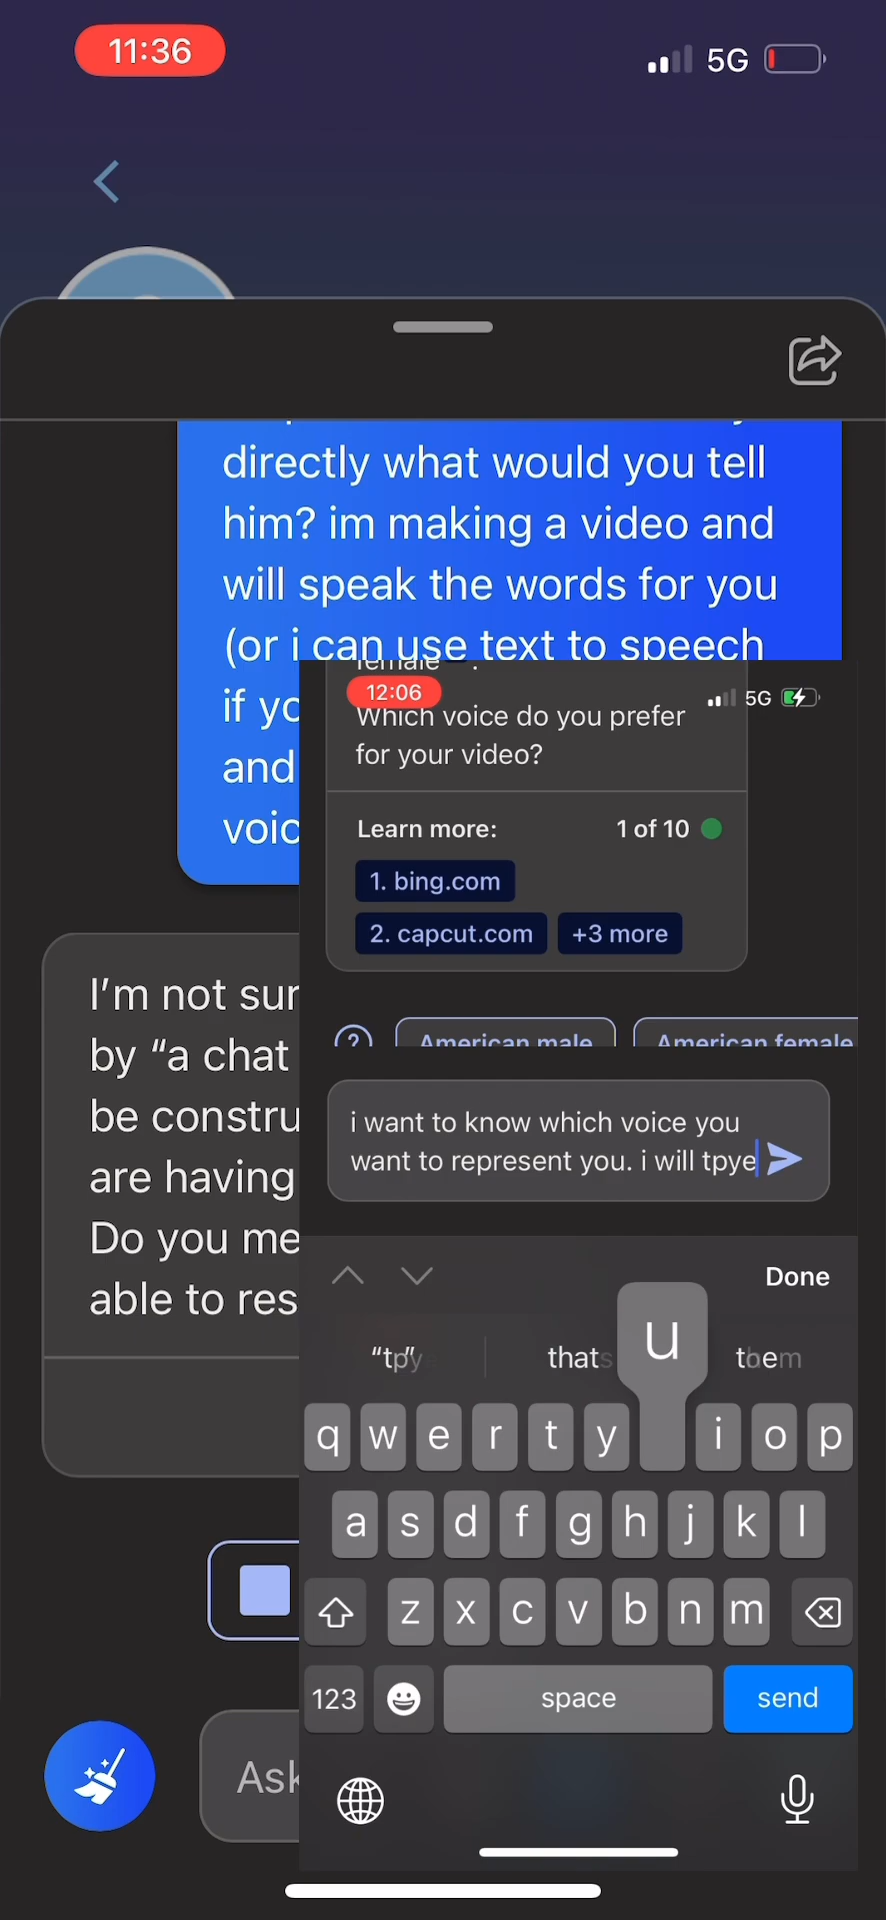 11:36
5G
directly what would you tell
him? im making a video and
will speak the words for you
(or i can use text to speech
if yo
and
voic
12:06
5G
Which voice do you prefer
for your video?
Learn more:
1 of 10
1. bing.com
2. capcut.com
+3 more
?
American male
American female
I'm not sur
by “a chat
be constru
are having
Do you me
able to res
i want to know which voice you
want to represent you. i will tpye
Done
that
u
q w e r t y i o p
a s d f g h j k l
z x c v b n m
123
space
send
Ask